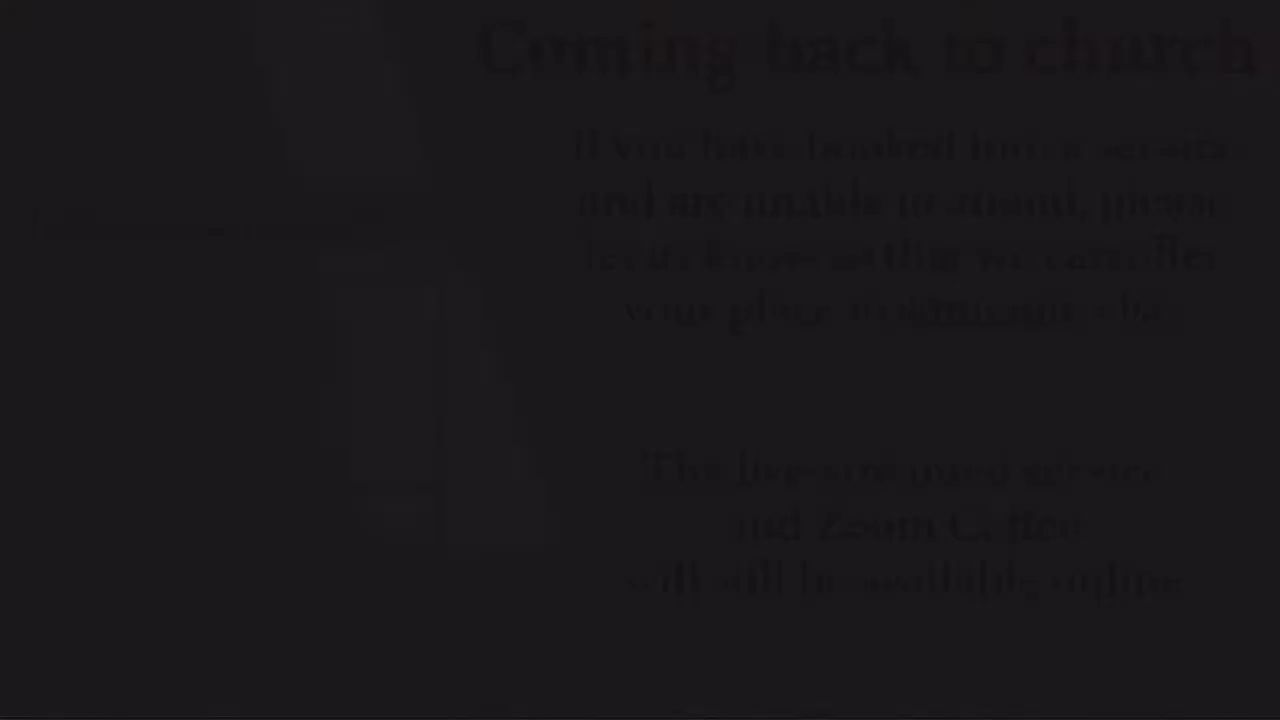 Coming back to church
If you have booked into a service
and are unable to attend, please
let us know so that we can offer
your place to someone else.
The live-streamed service
and Zoom Coffee
will still be available online